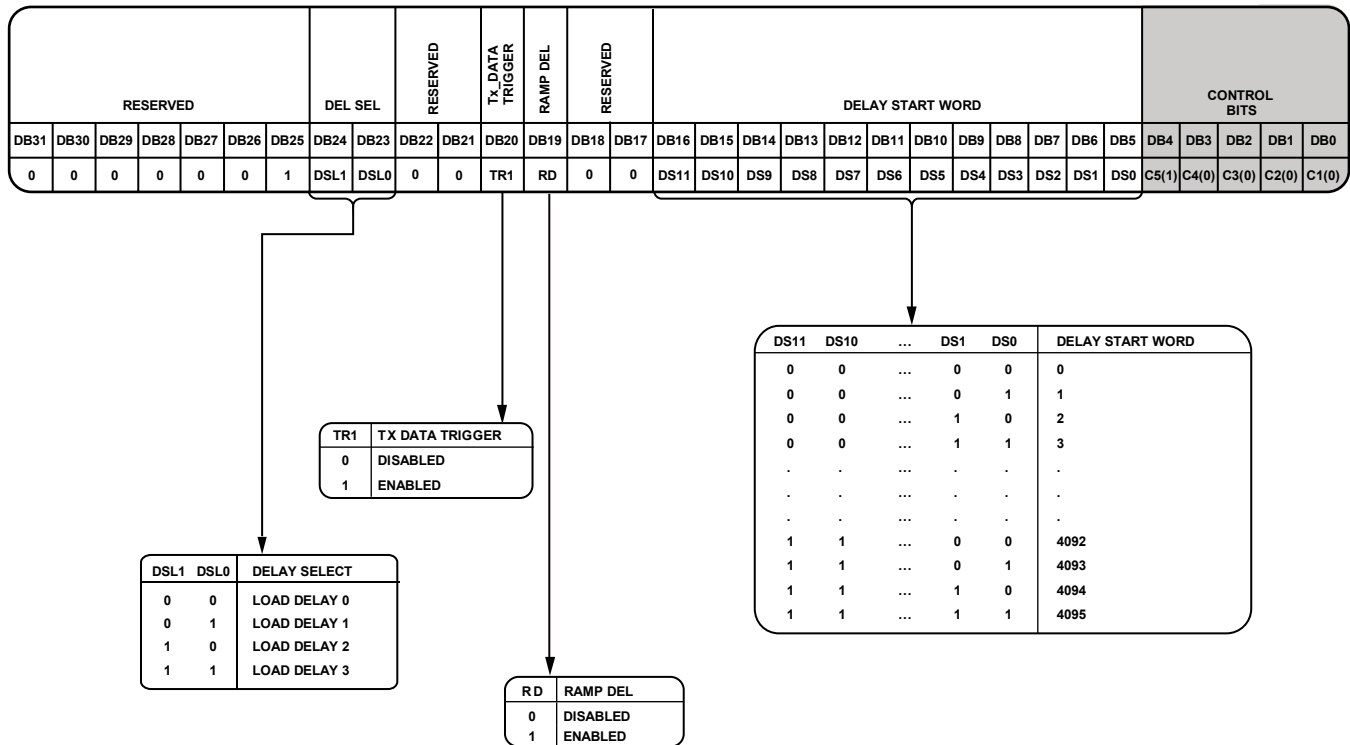 RESERVED DEL SEL RESERVED Tx_DATA TRIGGER RAMP DEL RESERVED DELAY START WORD CONTROL BITS
DB31 DB30 DB29 DB28 DB27 DB26 DB25 DB24 DB23 DB22 DB21 DB20 DB19 DB18 DB17 DB16 DB15 DB14 DB13 DB12 DB11 DB10 DB9 DB8 DB7 DB6 DB5 DB4 DB3 DB2 DB1 DB0
0 0 0 0 0 0 1 DSL1 DSL0 0 0 TR1 RD 0 0 DS11 DS10 DS9 DS8 DS7 DS6 DS5 DS4 DS3 DS2 DS1 DS0 C5(1) C4(0) C3(0) C2(0) C1(0)
DS11 DS10 ... DS1 DS0 DELAY START WORD
0 0 ... 0 0 0
0 0 ... 0 1 1
0 0 ... 1 0 2
0 0 ... 1 1 3
. . ... . . .
. . ... . . .
. . ... . . .
1 1 ... 0 0 4092
1 1 ... 0 1 4093
1 1 ... 1 0 4094
1 1 ... 1 1 4095
TR1 TX DATA TRIGGER
0 DISABLED
1 ENABLED
DSL1 DSL0 DELAY SELECT
0 0 LOAD DELAY 0
0 1 LOAD DELAY 1
1 0 LOAD DELAY 2
1 1 LOAD DELAY 3
RD RAMP DEL
0 DISABLED
1 ENABLED